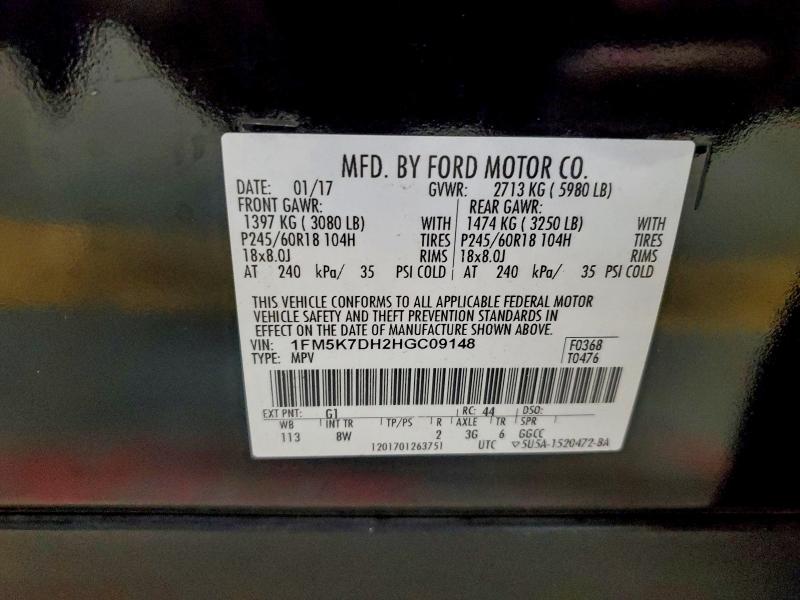 MFD. BY FORD MOTOR CO.
DATE: 01/17 GVWR: 2713 KG ( 5980 LB)
FRONT GAWR: REAR GAWR:
1397 KG ( 3080 LB) WITH 1474 KG ( 3250 LB) WITH
P245/60R18 104H TIRES P245/60R18 104H TIRES
18x8.0J RIMS 18x8.0J RIMS
AT 240 kPa/ 35 PSI COLD AT 240 kPa/ 35 PSI COLD
THIS VEHICLE CONFORMS TO ALL APPLICABLE FEDERAL MOTOR
VEHICLE SAFETY AND THEFT PREVENTION STANDARDS IN
EFFECT ON THE DATE OF MANUFACTURE SHOWN ABOVE.
VIN: 1FM5K7DH2HGC09148 F0368
TYPE: MPV T0476
EXT PNT: G1 RC: 44 DSO:
WB INT TR TP/PS R AXLE TR SPR
113 8W 2 3G 6 GGCC
120170126375 UTC ▽5USA-1520472-BA